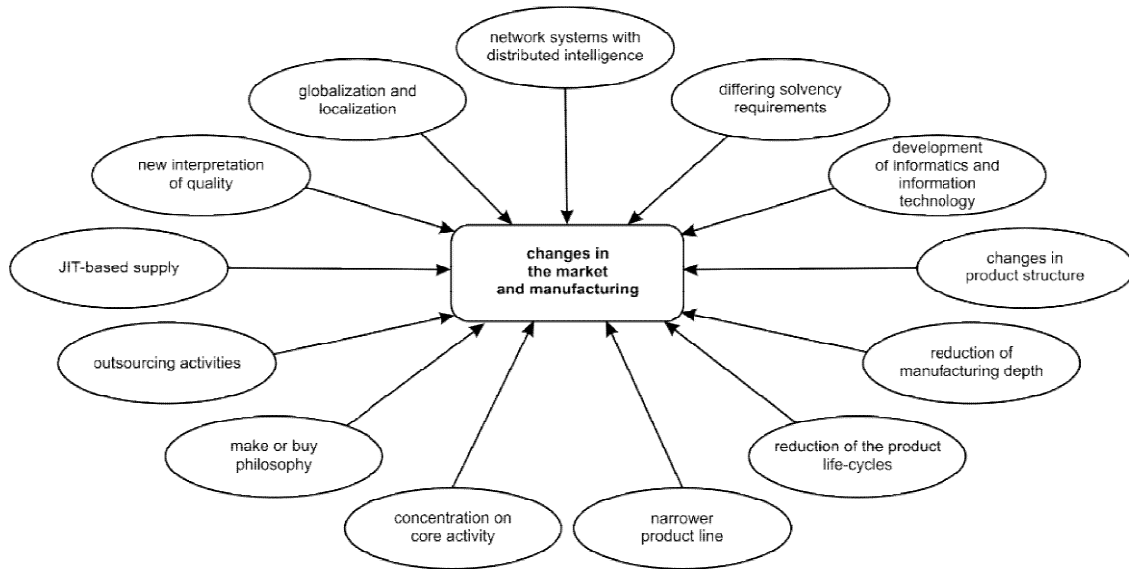 network systems with
distributed intelligence
globalization and
localization
differing solvency
requirements
new interpretation
of quality
development
of informatics and
information
technology
JIT-based supply
changes in
the market
and manufacturing
changes in
product structure
outsourcing activities
reduction of
manufacturing depth
make or buy
philosophy
reduction of the product
life-cycles
concentration on
core activity
narrower
product line